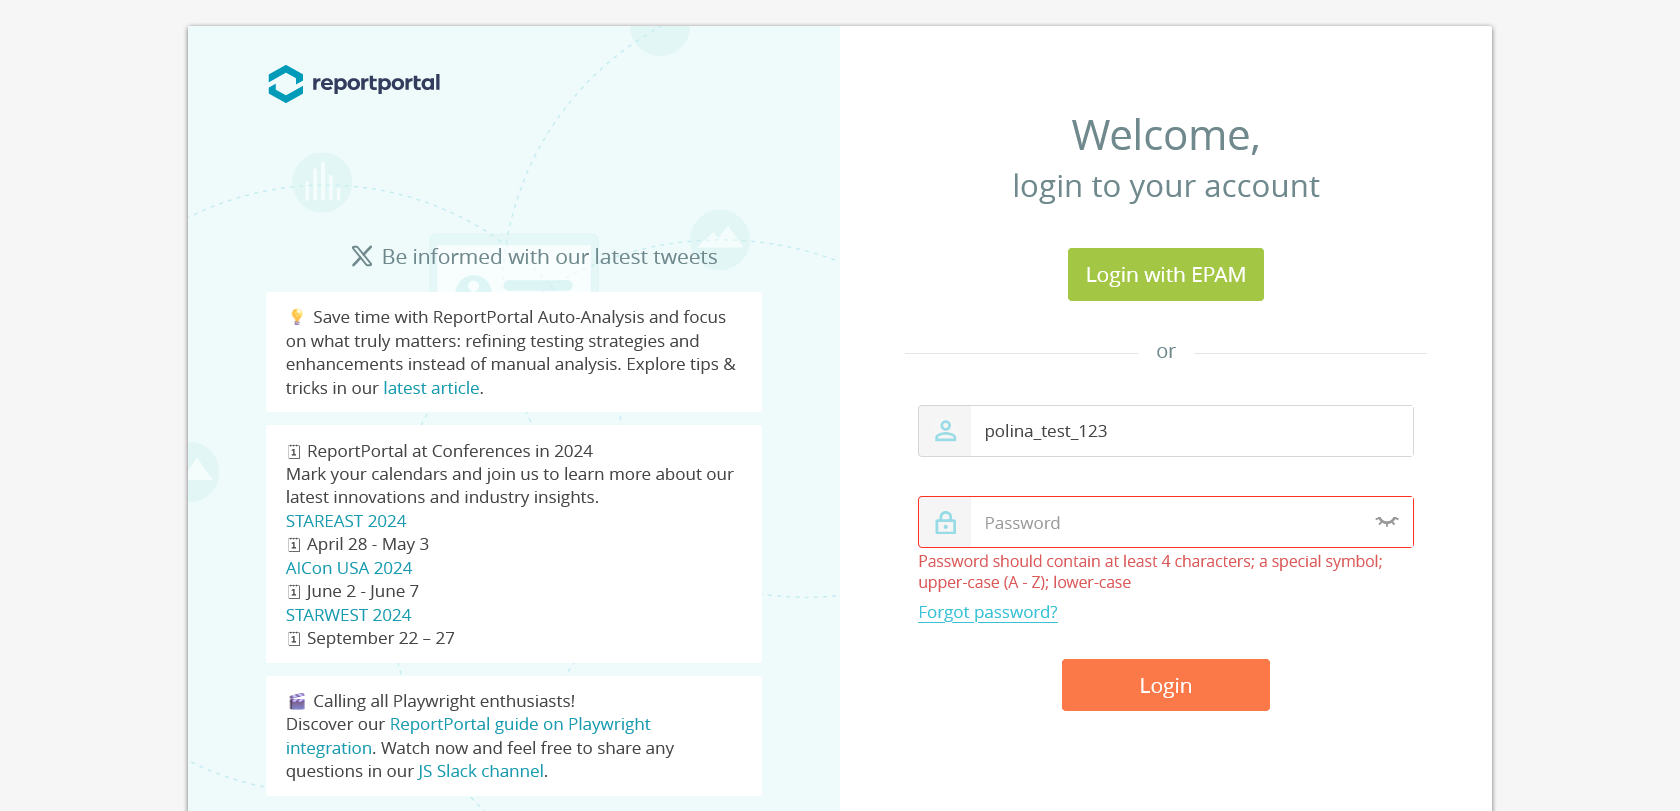 reportportal
Be informed with our latest tweets
💡 Save time with ReportPortal Auto-Analysis and focus
on what truly matters: refining testing strategies and
enhancements instead of manual analysis. Explore tips &
tricks in our latest article.
🗓 ReportPortal at Conferences in 2024
Mark your calendars and join us to learn more about our
latest innovations and industry insights.
STAREAST 2024
🗓 April 28 - May 3
AICon USA 2024
🗓 June 2 - June 7
STARWEST 2024
🗓 September 22 – 27
🎬 Calling all Playwright enthusiasts!
Discover our ReportPortal guide on Playwright
integration. Watch now and feel free to share any
questions in our JS Slack channel.
Welcome,
login to your account
Login with EPAM
or
polina_test_123
Password
Password should contain at least 4 characters; a special symbol;
upper-case (A - Z); lower-case
Forgot password?
Login